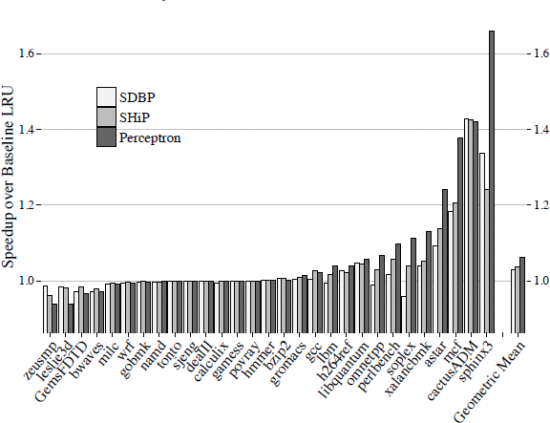 Speedup over Baseline LRU
1.6
1.4
1.2
1.0
1.6
1.4
1.2
1.0
SDBP
SHiP
Perceptron
zeusmp
leslie3d
GemsFDTD
bwaves
milc
wrf
gobmk
namd
tonto
sjeng
dealII
calculix
gamess
povray
hmmer
bzip2
gromacs
gcc
lbm
h264ref
libquantum
omnetpp
perlbench
soplex
xalancbmk
astar
mcf
cactusADM
sphinx3
Geometric Mean